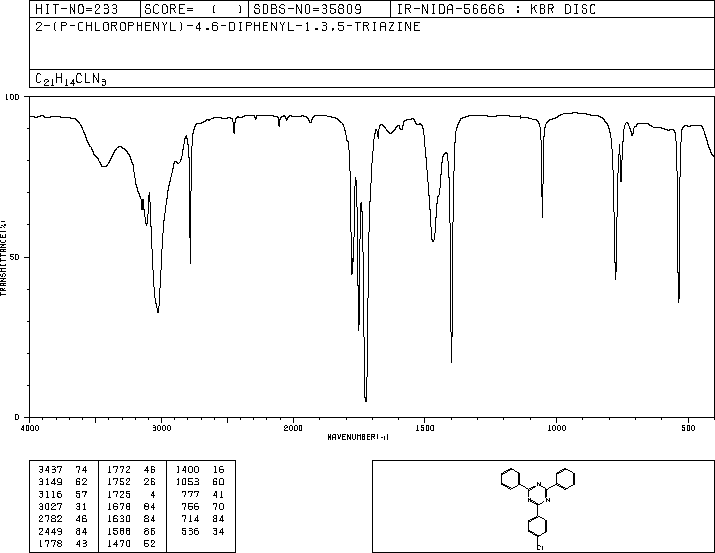 HIT-NO=233 SCORE= ( ) SDBS-NO=35809 IR-NIDA-56666 : KBR DISC
2-(P-CHLOROPHENYL)-4,6-DIPHENYL-1,3,5-TRIAZINE
C21H14CLN3
100
50
0
TRANSMITTANCE(%)
4000 3000 2000 1500 1000 500
WAVENUMBER(-1)
3437 74 1772 46 1400 16
3149 62 1752 26 1053 60
3116 57 1725 4 777 41
3027 31 1678 84 756 70
2782 46 1630 84 714 84
2449 84 1588 86 536 34
1778 43 1470 52
N
N N
Cl